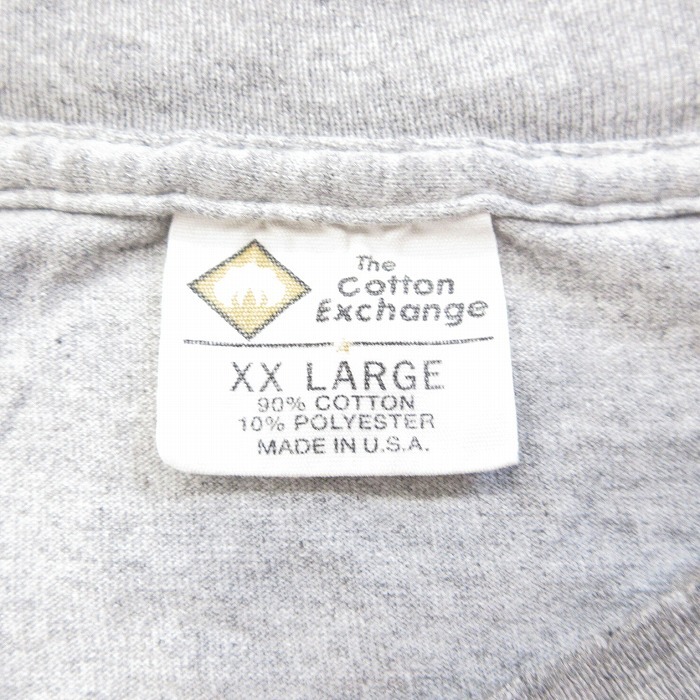 The
Cotton
Exchange
XX LARGE
90% COTTON
10% POLYESTER
MADE IN U.S.A.